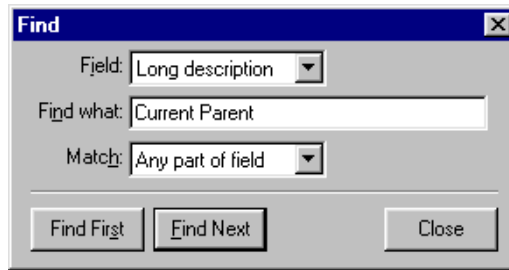 Find
Field: Long description
Find what: Current Parent
Match: Any part of field
Find First Find Next Close